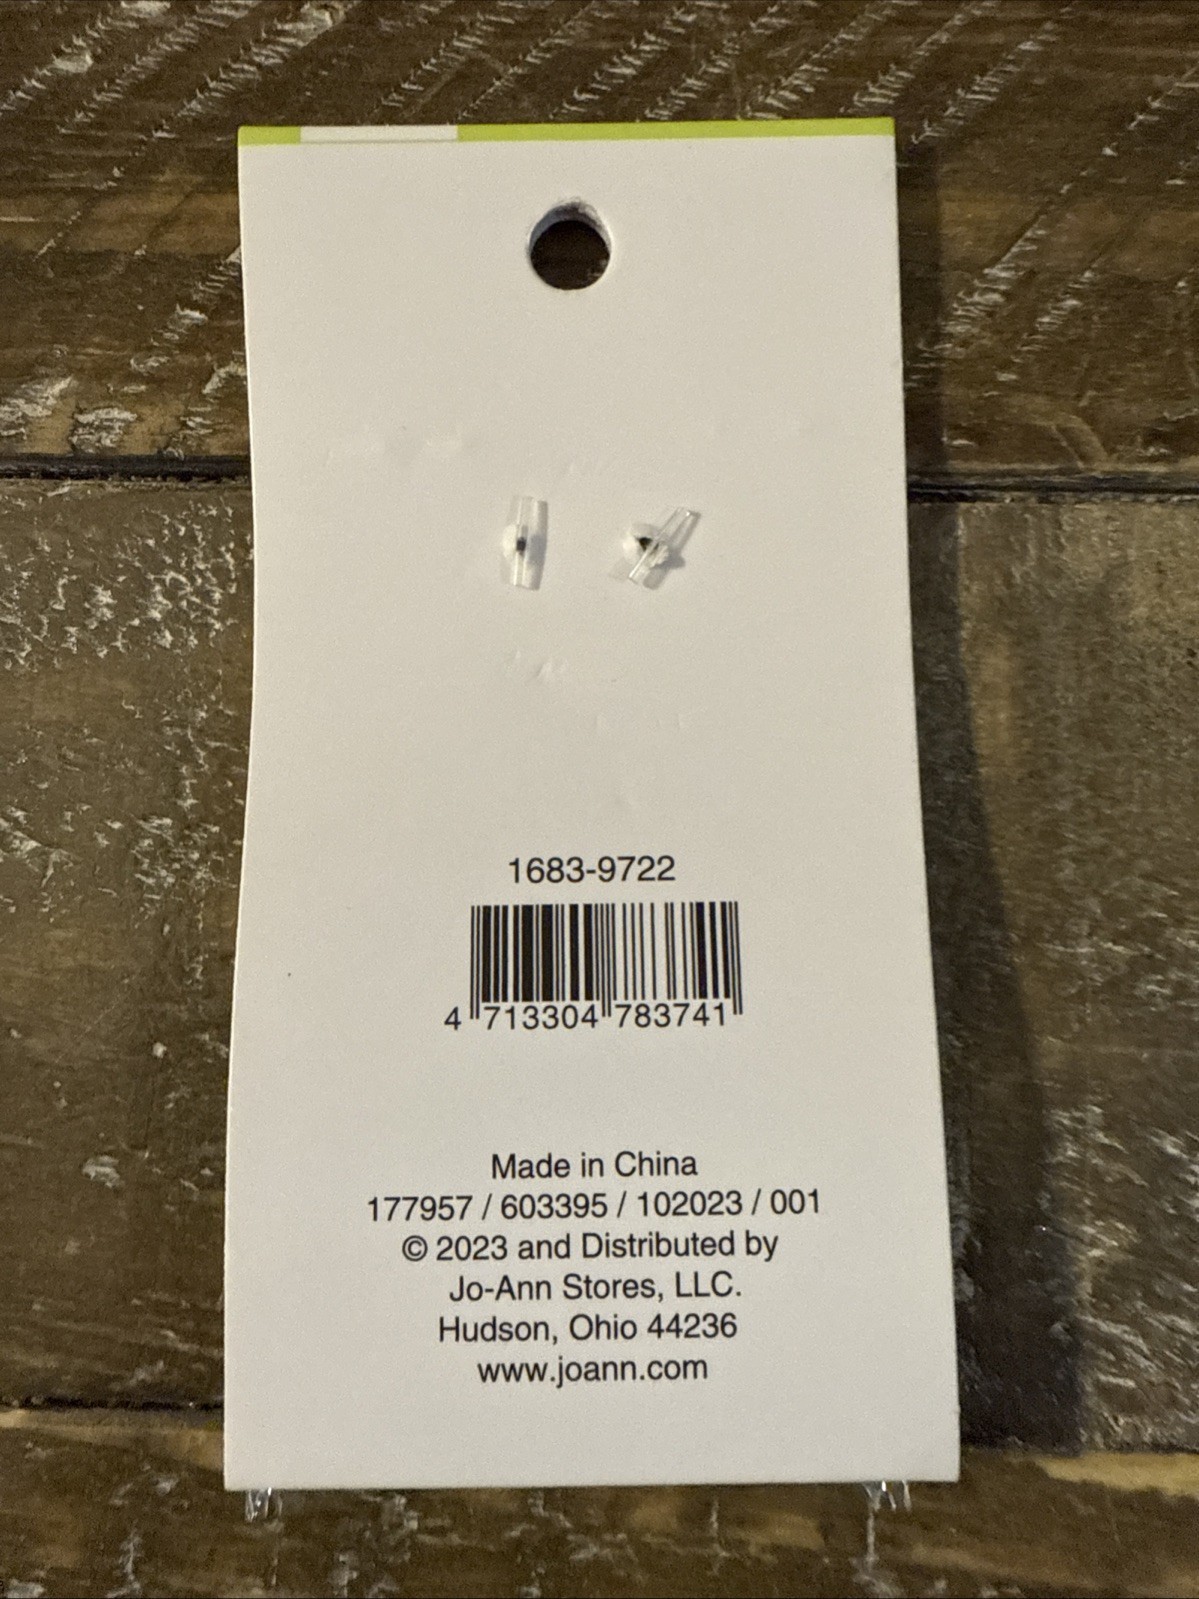 1683-9722
4 713304 783741
Made in China
177957 / 603395 / 102023 / 001
© 2023 and Distributed by
Jo-Ann Stores, LLC.
Hudson, Ohio 44236
www.joann.com